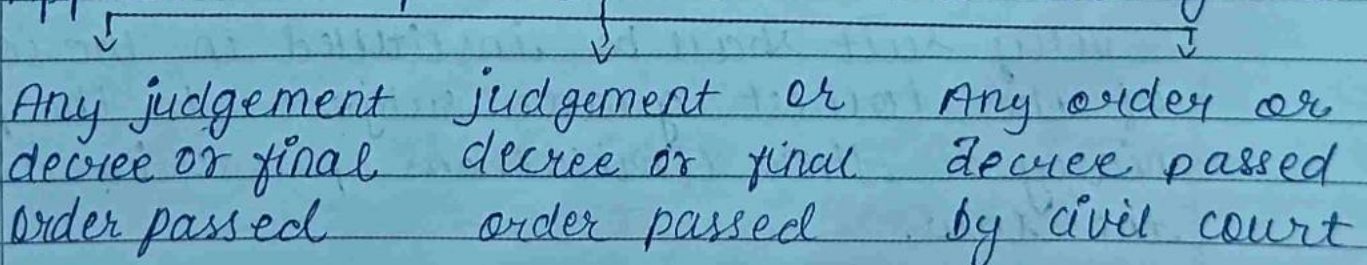 Any judgement judgement or Any order or
decree or final decree or final decree passed
order passed order passed by civil court